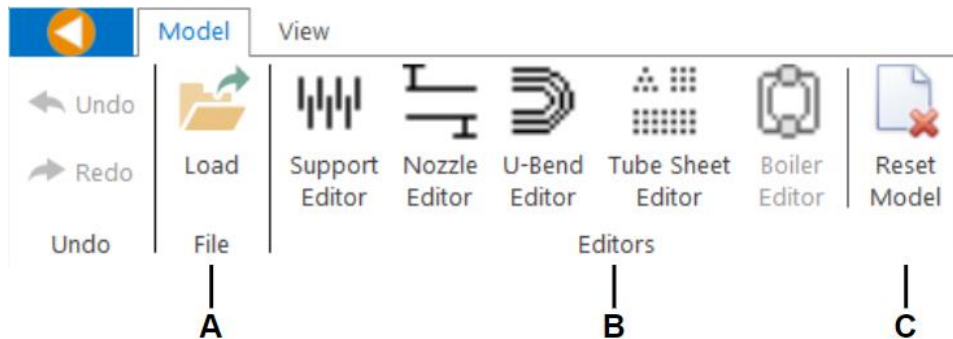 Model View
Undo
Redo
Load
Support Editor
Nozzle Editor
U-Bend Editor
Tube Sheet Editor
Boiler Editor
Reset Model
Undo File Editors
A B C